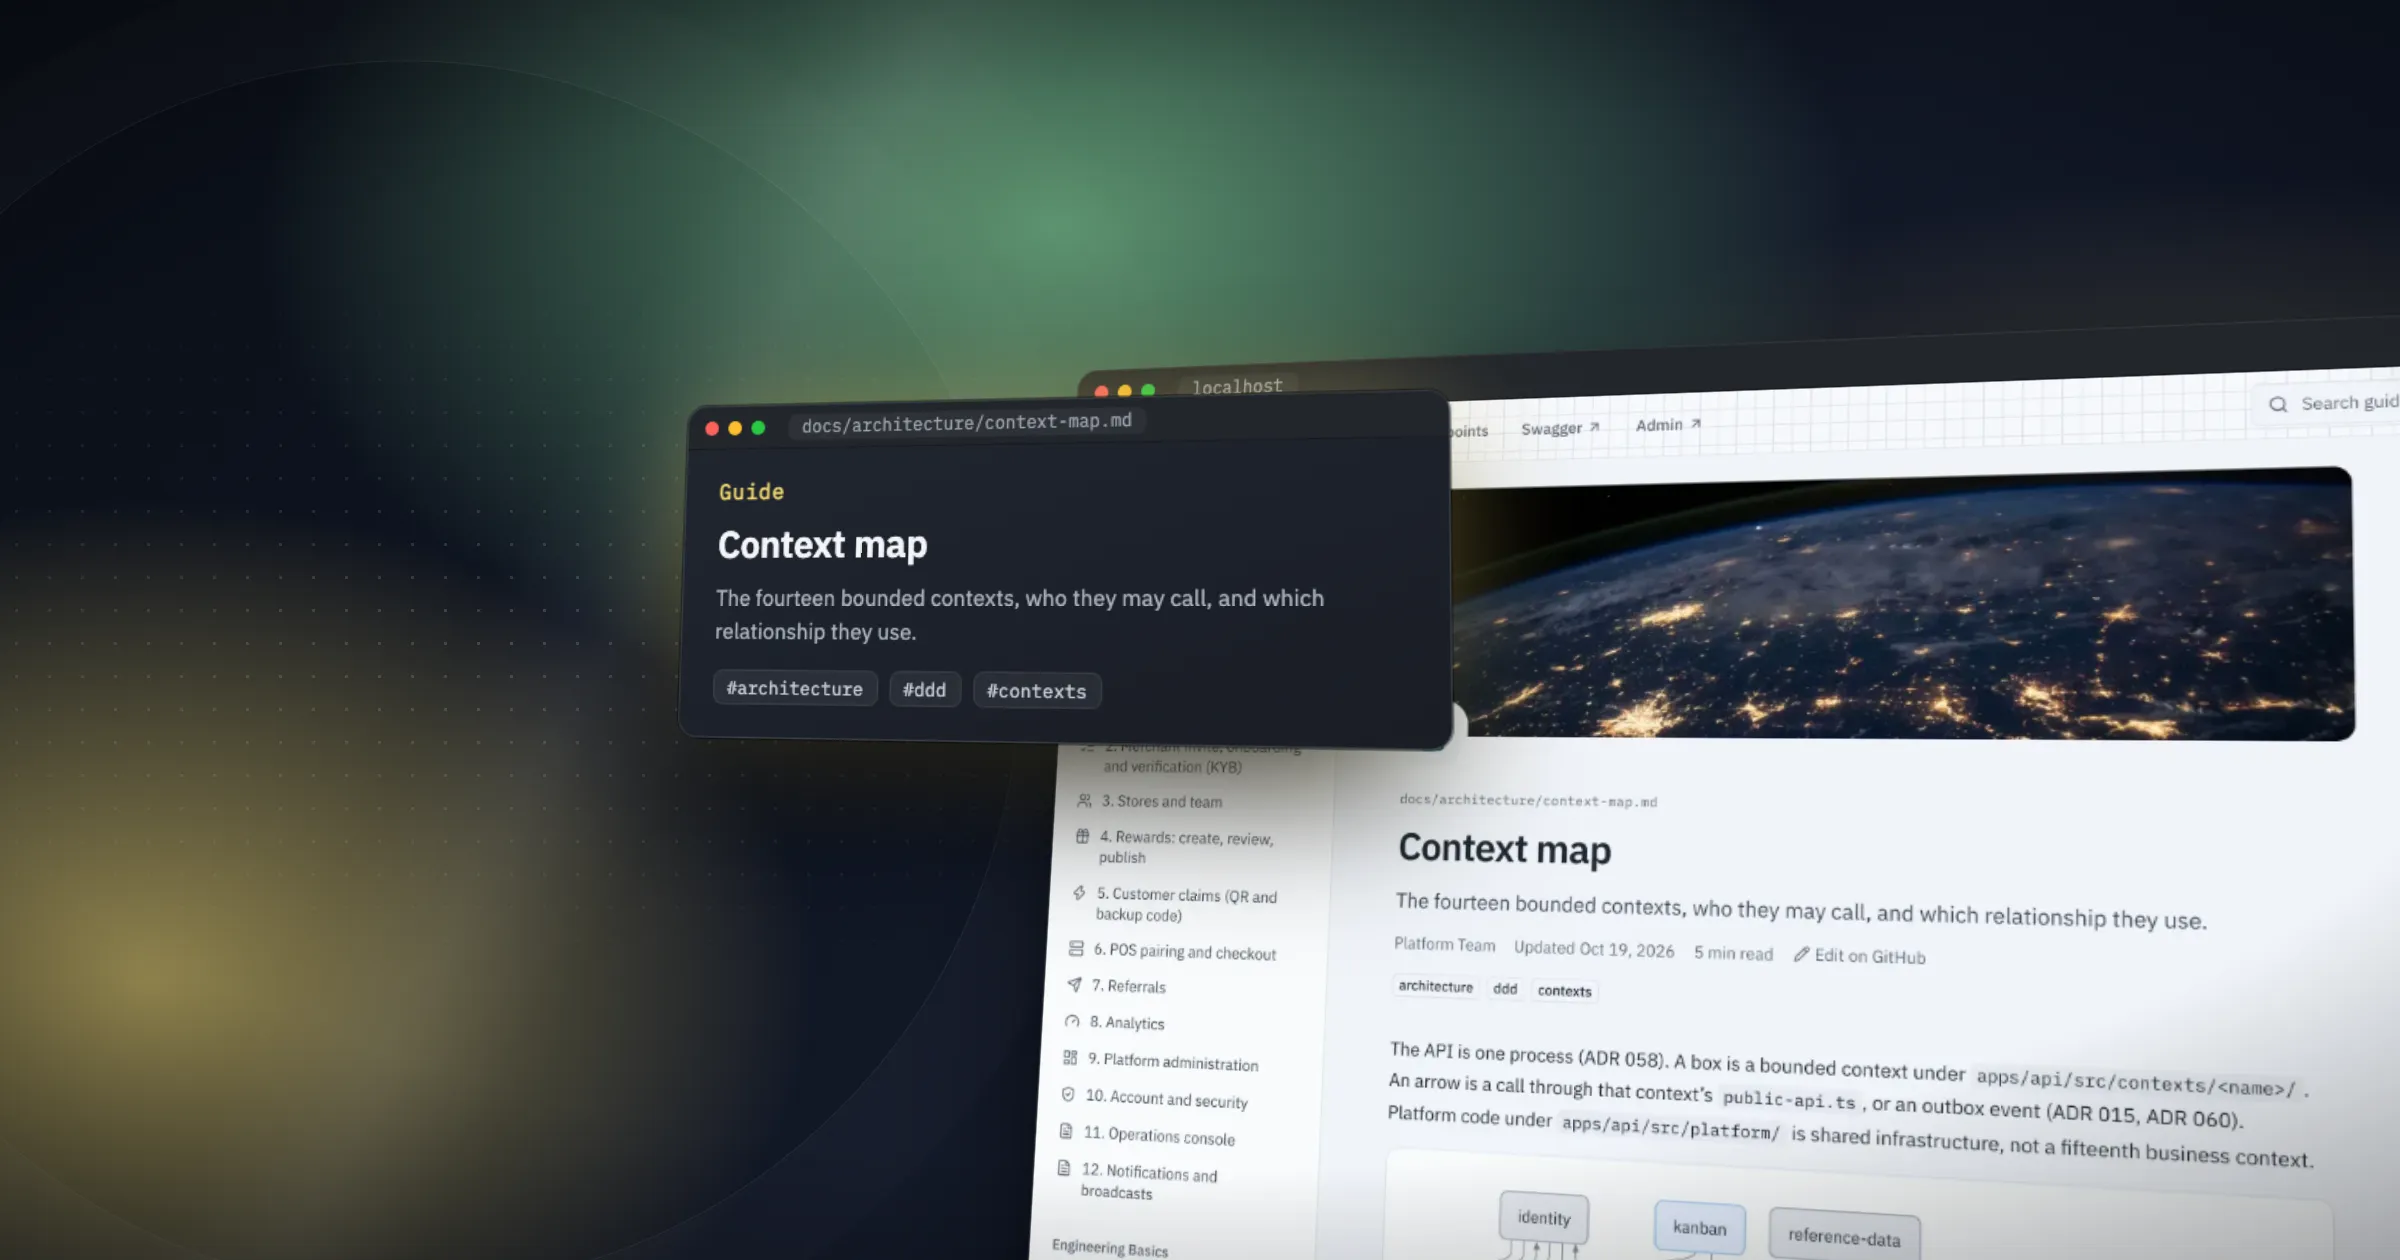 localhost
docs/architecture/context-map.md
Guide
Context map
The fourteen bounded contexts, who they may call, and which
relationship they use.
#architecture #ddd #contexts
Swagger ↗ Admin ↗
Search
2. Merchant invite, onboarding
and verification (KYB)
3. Stores and team
4. Rewards: create, review,
publish
5. Customer claims (QR and
backup code)
6. POS pairing and checkout
7. Referrals
8. Analytics
9. Platform administration
10. Account and security
11. Operations console
12. Notifications and
broadcasts
Engineering Basics
docs/architecture/context-map.md
Context map
The fourteen bounded contexts, who they may call, and which relationship they use.
Platform Team Updated Oct 19, 2026 5 min read Edit on GitHub
architecture ddd contexts
The API is one process (ADR 058). A box is a bounded context under apps/api/src/contexts/<name>/ .
An arrow is a call through that context’s public-api.ts , or an outbox event (ADR 015, ADR 060).
Platform code under apps/api/src/platform/ is shared infrastructure, not a fifteenth business context.
identity kanban reference-data